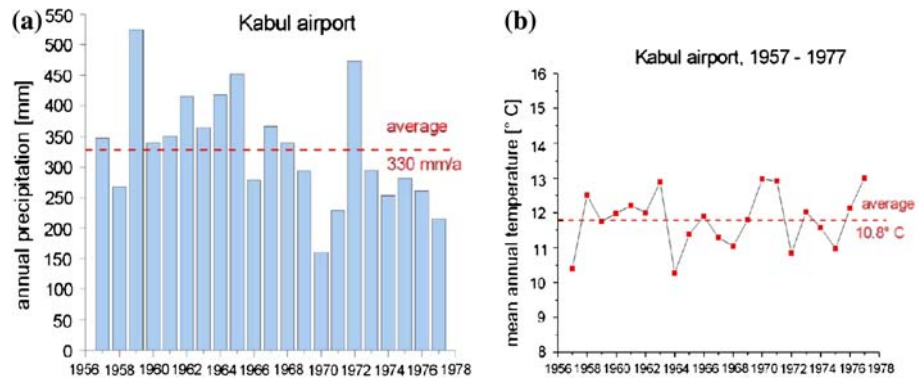 (a)
Kabul airport
annual precipitation [mm]
550
500
450
400
350
300
250
200
150
100
50
0
average
330 mm/a
1956 1958 1960 1962 1964 1966 1968 1970 1972 1974 1976 1978
(b)
Kabul airport, 1957 - 1977
mean annual temperature [° C]
16
15
14
13
12
11
10
9
8
average
10.8° C
1956 1958 1960 1962 1964 1966 1968 1970 1972 1974 1976 1978